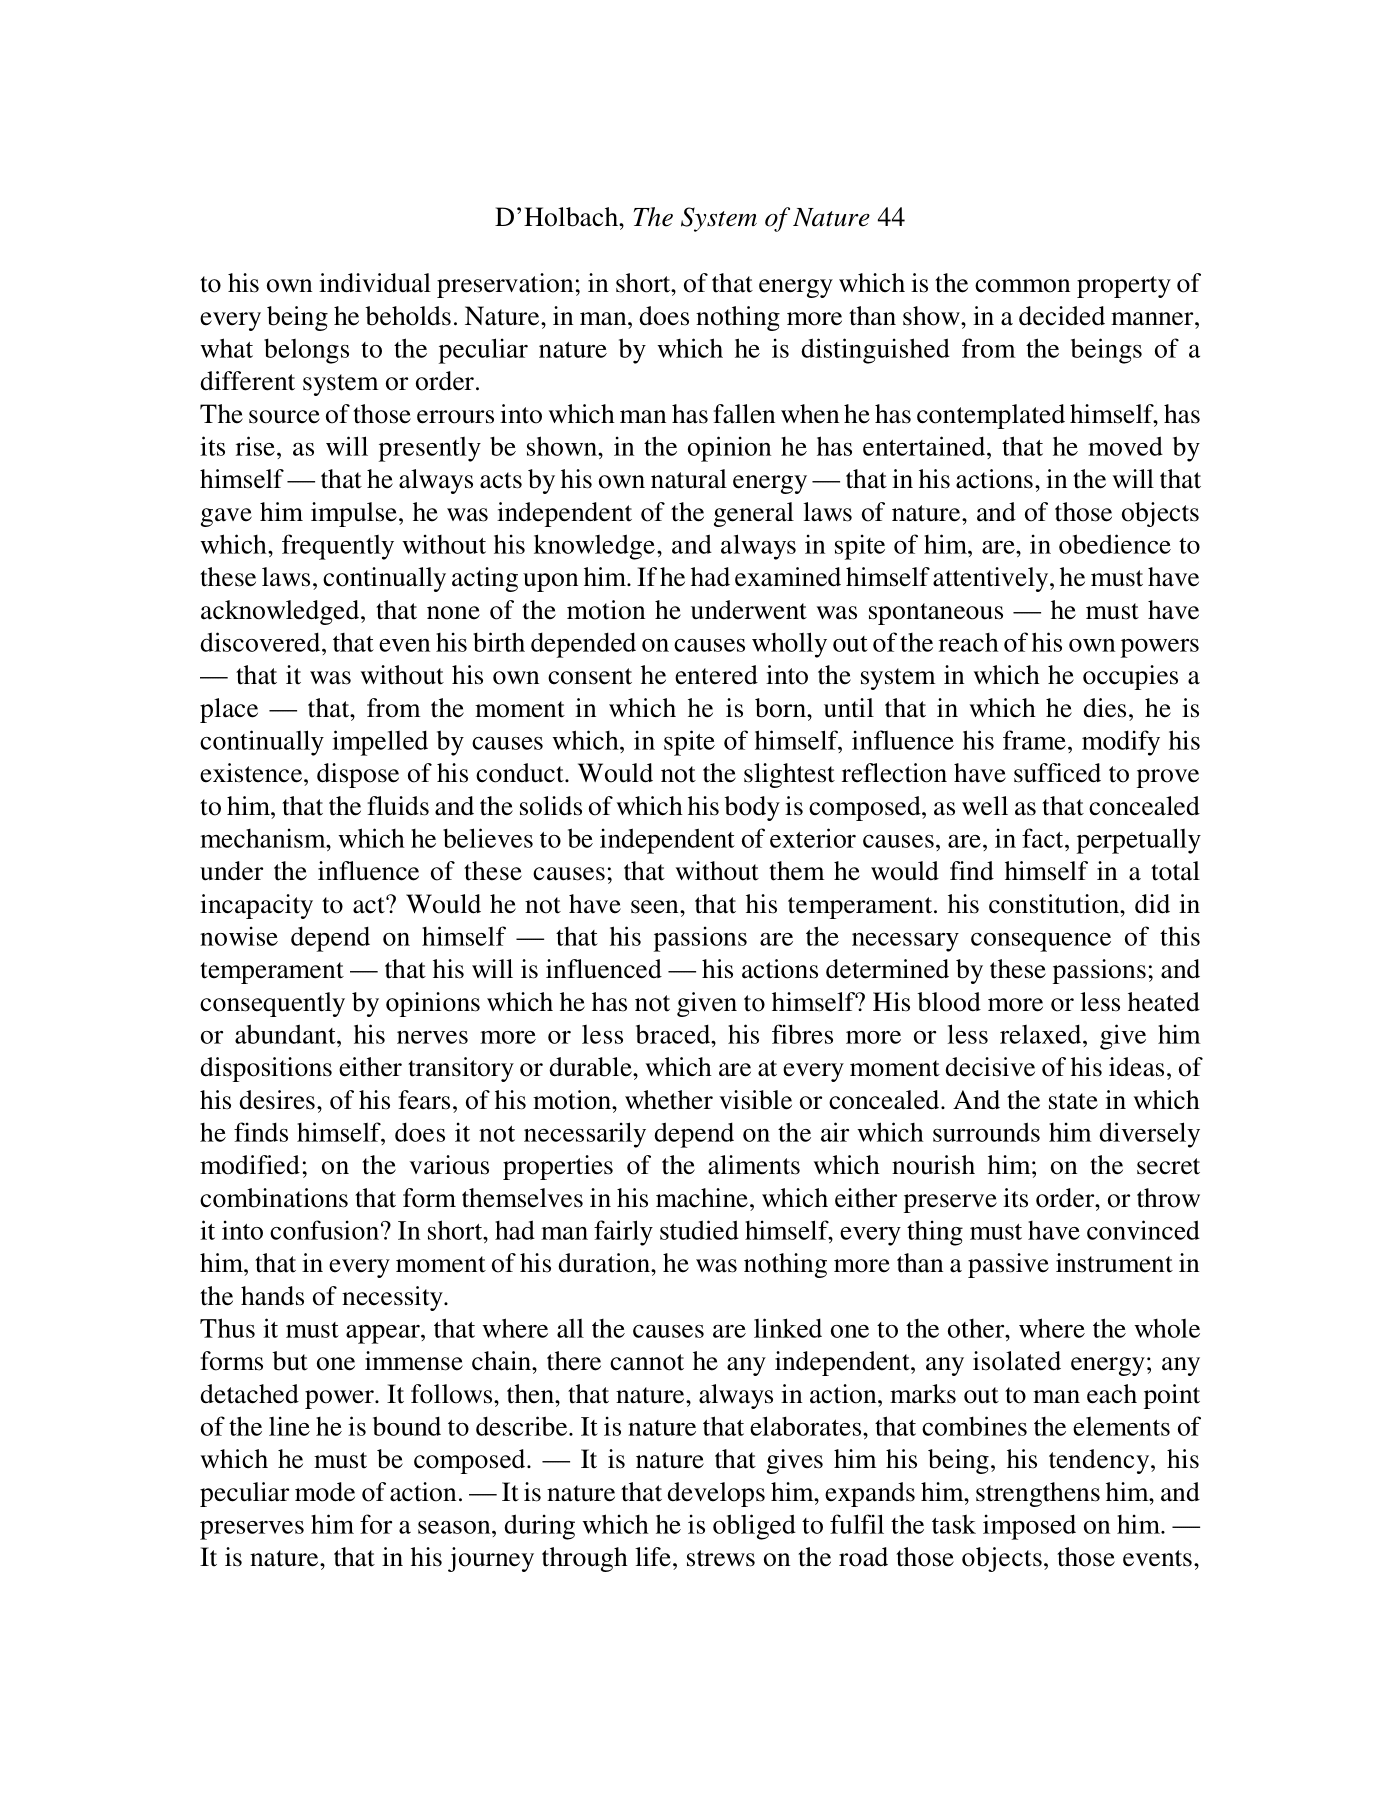 D’Holbach, The System of Nature 44
to his own individual preservation; in short, of that energy which is the common property of
every being he beholds. Nature, in man, does nothing more than show, in a decided manner,
what belongs to the peculiar nature by which he is distinguished from the beings of a
different system or order.
The source of those errours into which man has fallen when he has contemplated himself, has
its rise, as will presently be shown, in the opinion he has entertained, that he moved by
himself — that he always acts by his own natural energy — that in his actions, in the will that
gave him impulse, he was independent of the general laws of nature, and of those objects
which, frequently without his knowledge, and always in spite of him, are, in obedience to
these laws, continually acting upon him. If he had examined himself attentively, he must have
acknowledged, that none of the motion he underwent was spontaneous — he must have
discovered, that even his birth depended on causes wholly out of the reach of his own powers
— that it was without his own consent he entered into the system in which he occupies a
place — that, from the moment in which he is born, until that in which he dies, he is
continually impelled by causes which, in spite of himself, influence his frame, modify his
existence, dispose of his conduct. Would not the slightest reflection have sufficed to prove
to him, that the fluids and the solids of which his body is composed, as well as that concealed
mechanism, which he believes to be independent of exterior causes, are, in fact, perpetually
under the influence of these causes; that without them he would find himself in a total
incapacity to act? Would he not have seen, that his temperament. his constitution, did in
nowise depend on himself — that his passions are the necessary consequence of this
temperament — that his will is influenced — his actions determined by these passions; and
consequently by opinions which he has not given to himself? His blood more or less heated
or abundant, his nerves more or less braced, his fibres more or less relaxed, give him
dispositions either transitory or durable, which are at every moment decisive of his ideas, of
his desires, of his fears, of his motion, whether visible or concealed. And the state in which
he finds himself, does it not necessarily depend on the air which surrounds him diversely
modified; on the various properties of the aliments which nourish him; on the secret
combinations that form themselves in his machine, which either preserve its order, or throw
it into confusion? In short, had man fairly studied himself, every thing must have convinced
him, that in every moment of his duration, he was nothing more than a passive instrument in
the hands of necessity.
Thus it must appear, that where all the causes are linked one to the other, where the whole
forms but one immense chain, there cannot he any independent, any isolated energy; any
detached power. It follows, then, that nature, always in action, marks out to man each point
of the line he is bound to describe. It is nature that elaborates, that combines the elements of
which he must be composed. — It is nature that gives him his being, his tendency, his
peculiar mode of action. — It is nature that develops him, expands him, strengthens him, and
preserves him for a season, during which he is obliged to fulfil the task imposed on him. —
It is nature, that in his journey through life, strews on the road those objects, those events,